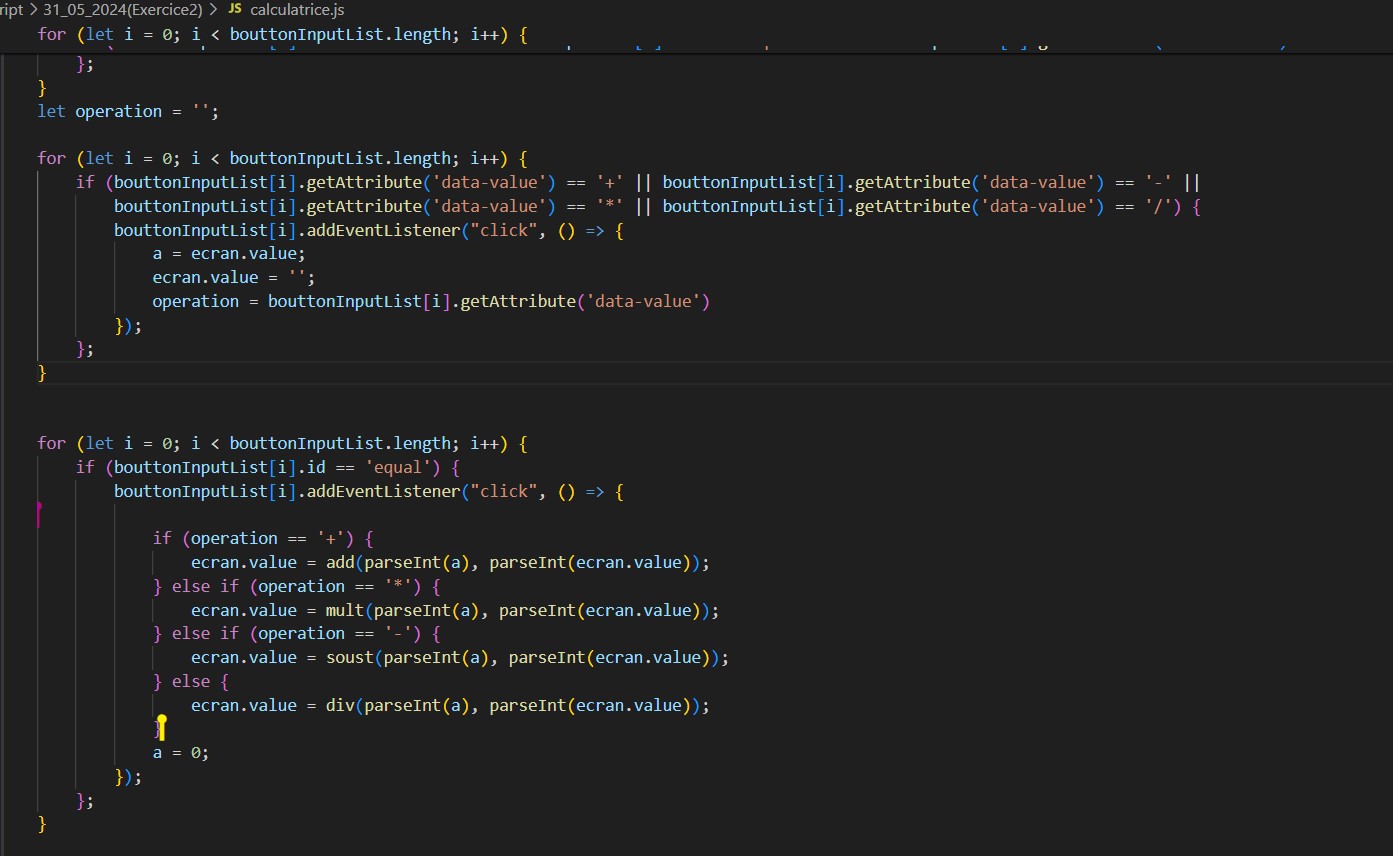 ript > 31_05_2024(Exercice2) > JS calculatrice.js
for (let i = 0; i < bouttonInputList.length; i++) {
};
}
let operation = '';
for (let i = 0; i < bouttonInputList.length; i++) {
if (bouttonInputList[i].getAttribute('data-value') == '+' || bouttonInputList[i].getAttribute('data-value') == '-' ||
bouttonInputList[i].getAttribute('data-value') == '*' || bouttonInputList[i].getAttribute('data-value') == '/') {
bouttonInputList[i].addEventListener("click", () => {
a = ecran.value;
ecran.value = '';
operation = bouttonInputList[i].getAttribute('data-value')
});
};
}
for (let i = 0; i < bouttonInputList.length; i++) {
if (bouttonInputList[i].id == 'equal') {
bouttonInputList[i].addEventListener("click", () => {
if (operation == '+') {
ecran.value = add(parseInt(a), parseInt(ecran.value));
} else if (operation == '*') {
ecran.value = mult(parseInt(a), parseInt(ecran.value));
} else if (operation == '-') {
ecran.value = soust(parseInt(a), parseInt(ecran.value));
} else {
ecran.value = div(parseInt(a), parseInt(ecran.value));
}
a = 0;
});
};
}